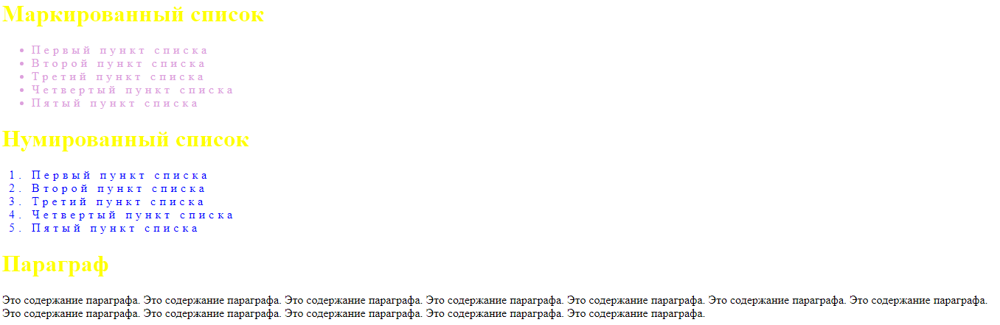 Маркированный список
• Первый пункт списка
• Второй пункт списка
• Третий пункт списка
• Четвертый пункт списка
• Пятый пункт списка
Нумированный список
1. Первый пункт списка
2. Второй пункт списка
3. Третий пункт списка
4. Четвертый пункт списка
5. Пятый пункт списка
Параграф
Это содержание параграфа. Это содержание параграфа. Это содержание параграфа. Это содержание параграфа. Это содержание параграфа. Это содержание параграфа. Это содержание параграфа.
Это содержание параграфа. Это содержание параграфа. Это содержание параграфа. Это содержание параграфа. Это содержание параграфа.